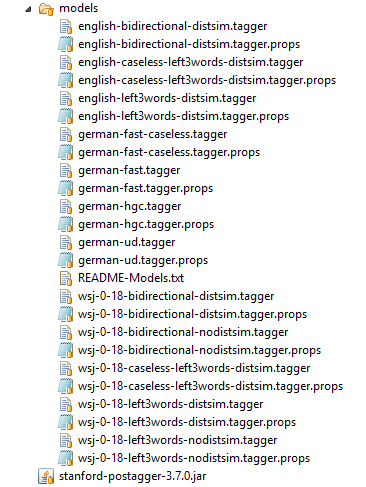 models
english-bidirectional-distsim.tagger
english-bidirectional-distsim.tagger.props
english-caseless-left3words-distsim.tagger
english-caseless-left3words-distsim.tagger.props
english-left3words-distsim.tagger
english-left3words-distsim.tagger.props
german-fast-caseless.tagger
german-fast-caseless.tagger.props
german-fast.tagger
german-fast.tagger.props
german-hgc.tagger
german-hgc.tagger.props
german-ud.tagger
german-ud.tagger.props
README-Models.txt
wsj-0-18-bidirectional-distsim.tagger
wsj-0-18-bidirectional-distsim.tagger.props
wsj-0-18-bidirectional-nodistsim.tagger
wsj-0-18-bidirectional-nodistsim.tagger.props
wsj-0-18-caseless-left3words-distsim.tagger
wsj-0-18-caseless-left3words-distsim.tagger.props
wsj-0-18-left3words-distsim.tagger
wsj-0-18-left3words-distsim.tagger.props
wsj-0-18-left3words-nodistsim.tagger
wsj-0-18-left3words-nodistsim.tagger.props
stanford-postagger-3.7.0.jar